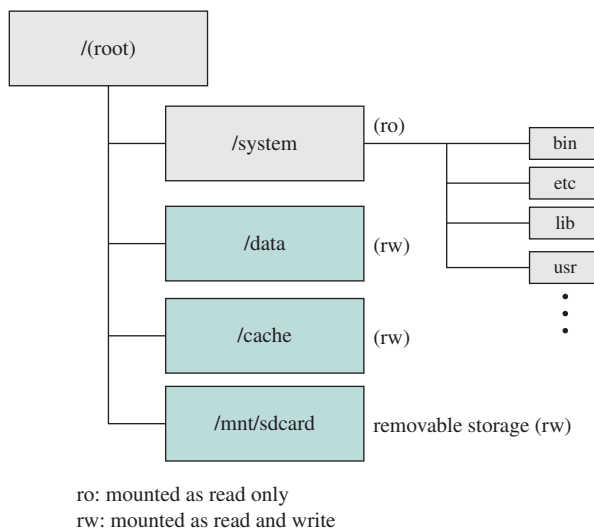 /(root)
/system
(ro)
bin
etc
lib
usr
/data
(rw)
/cache
(rw)
/mnt/sdcard
removable storage (rw)
ro: mounted as read only
rw: mounted as read and write